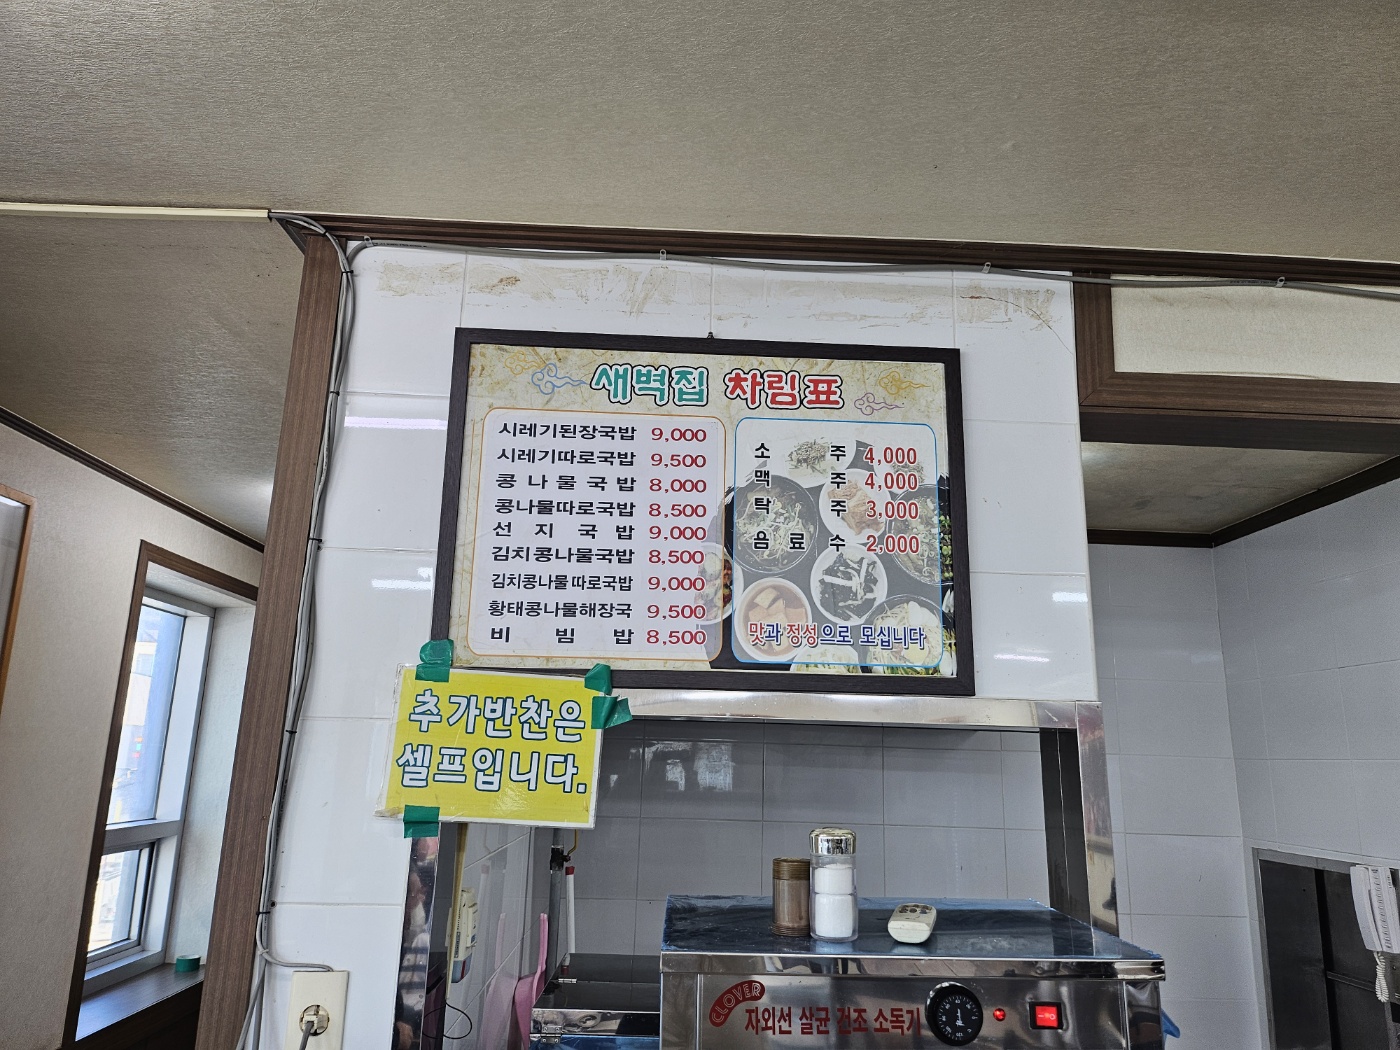 새벽집 차림표
시레기된장국밥 9,000
시레기따로국밥 9,500
콩나물국밥 8,000
콩나물따로국밥 8,500
선지국밥 9,000
김치콩나물국밥 8,500
김치콩나물 따로국밥 9,000
황태콩나물해장국 9,500
비빔밥 8,500
소주 4,000
맥주 4,000
탁주 3,000
음료수 2,000
맛과 정성으로 모십니다
추가반찬은
셀프입니다.
CLOVER
자외선 살균 건조 소독기